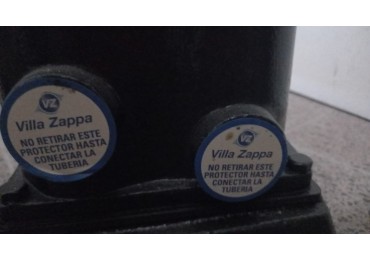 VZ
Villa Zappa
NO RETIRAR ESTE
PROTECTOR HASTA
CONECTAR LA
TUBERIA
VZ
Villa Zappa
NO RETIRAR ESTE
PROTECTOR HASTA
CONECTAR LA
TUBERIA